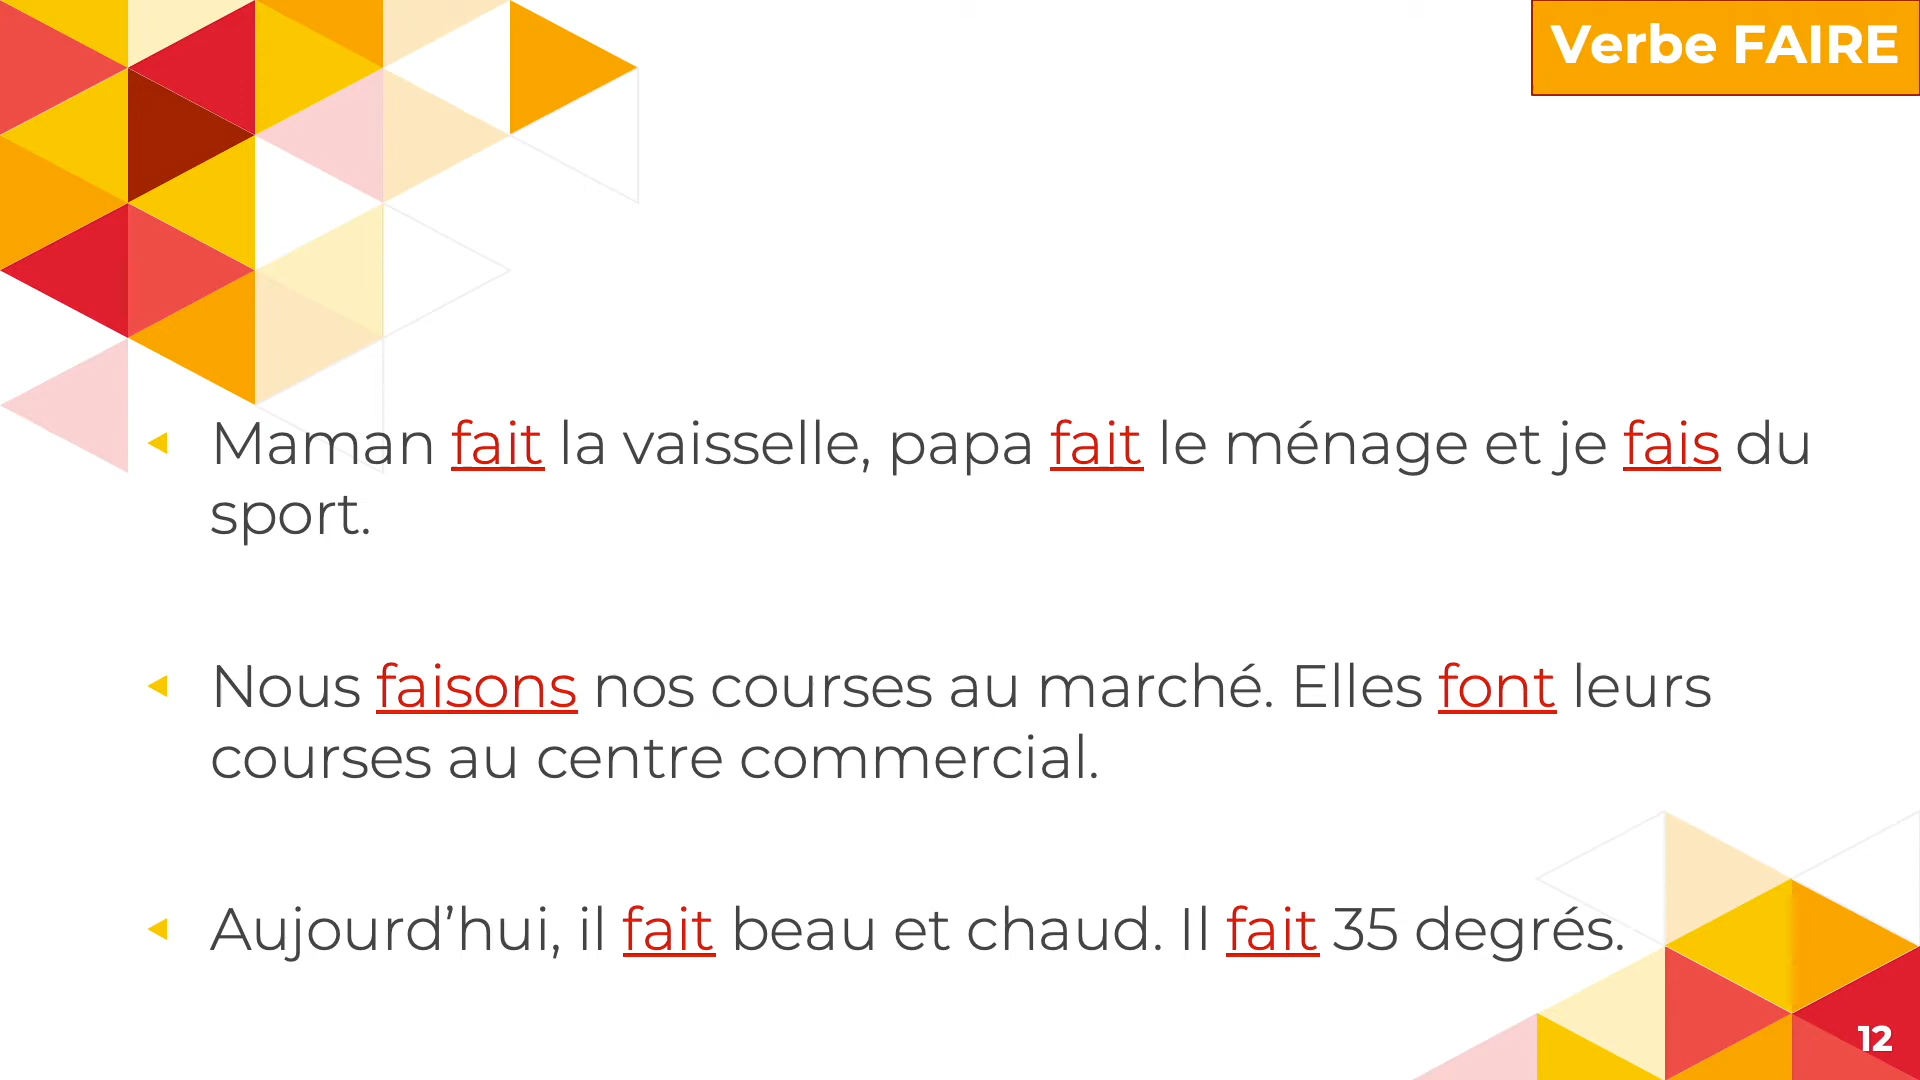 Verbe FAIRE
Maman fait la vaisselle, papa fait le ménage et je fais du
sport.
Nous faisons nos courses au marché. Elles font leurs
courses au centre commercial.
Aujourd’hui, il fait beau et chaud. Il fait 35 degrés.
12